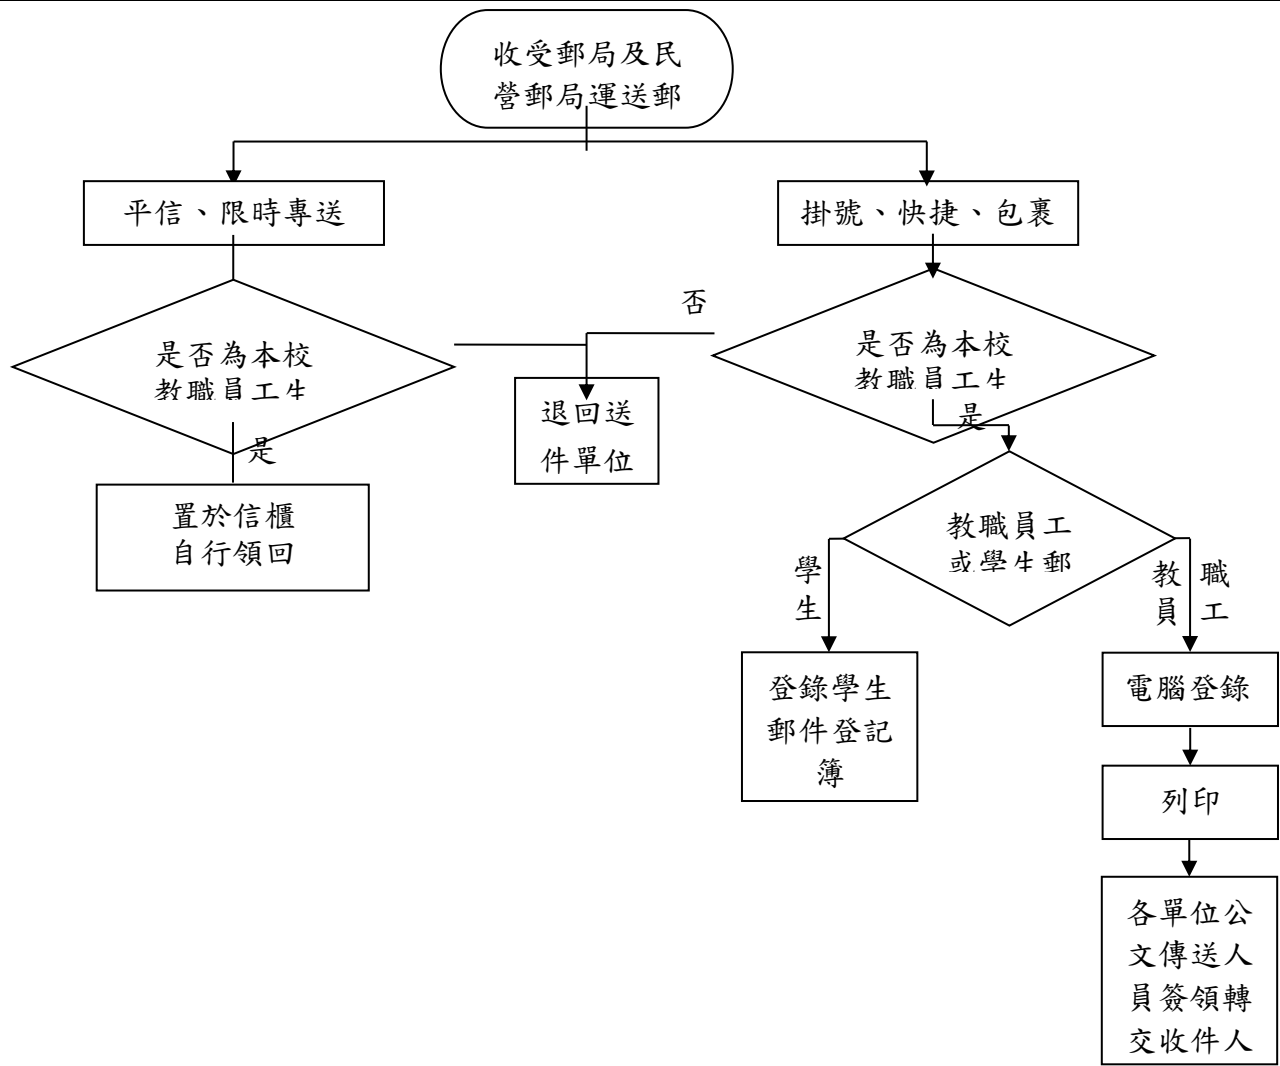 收受郵局及民
營郵局運送郵
平信、限時專送
掛號、快捷、包裹
否
是否為本校
教職員工生
是否為本校
教職員工生
退回送
件單位
是
是
置於信櫃
自行領回
教職員工
或學生郵
學
生
教 職
員 工
登錄學生
郵件登記
簿
電腦登錄
列印
各單位公
文傳送人
員簽領轉
交收件人